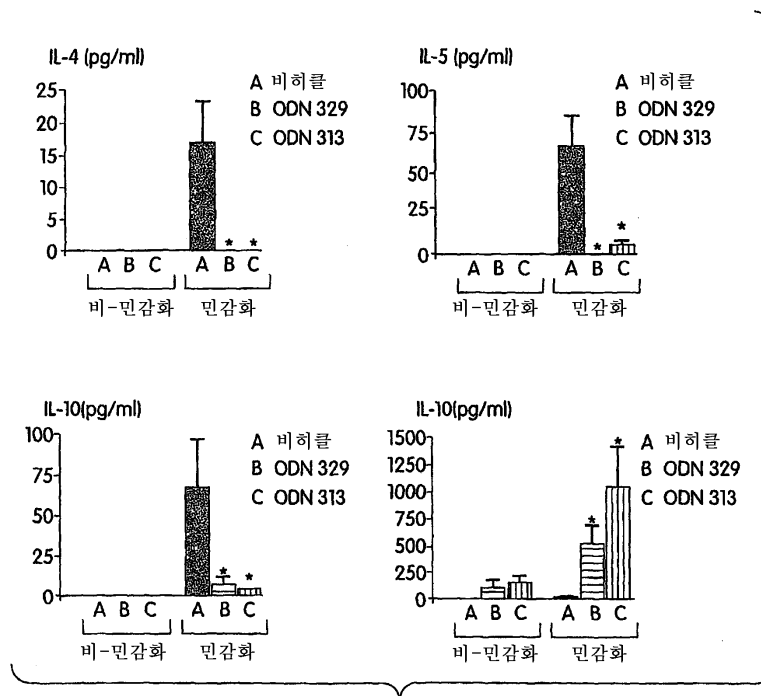 IL-4 (pg/ml)
A 비히클
B ODN 329
C ODN 313
25
20
15
10
5
0
* *
A B C A B C
비-민감화 민감화
IL-5 (pg/ml)
A 비히클
B ODN 329
C ODN 313
100
75
50
25
0
* *
A B C A B C
비-민감화 민감화
IL-10(pg/ml)
A 비히클
B ODN 329
C ODN 313
100
75
50
25
0
* *
A B C A B C
비-민감화 민감화
IL-10(pg/ml)
A 비히클
B ODN 329
C ODN 313
1500
1250
1000
750
500
250
0
* *
A B C A B C
비-민감화 민감화